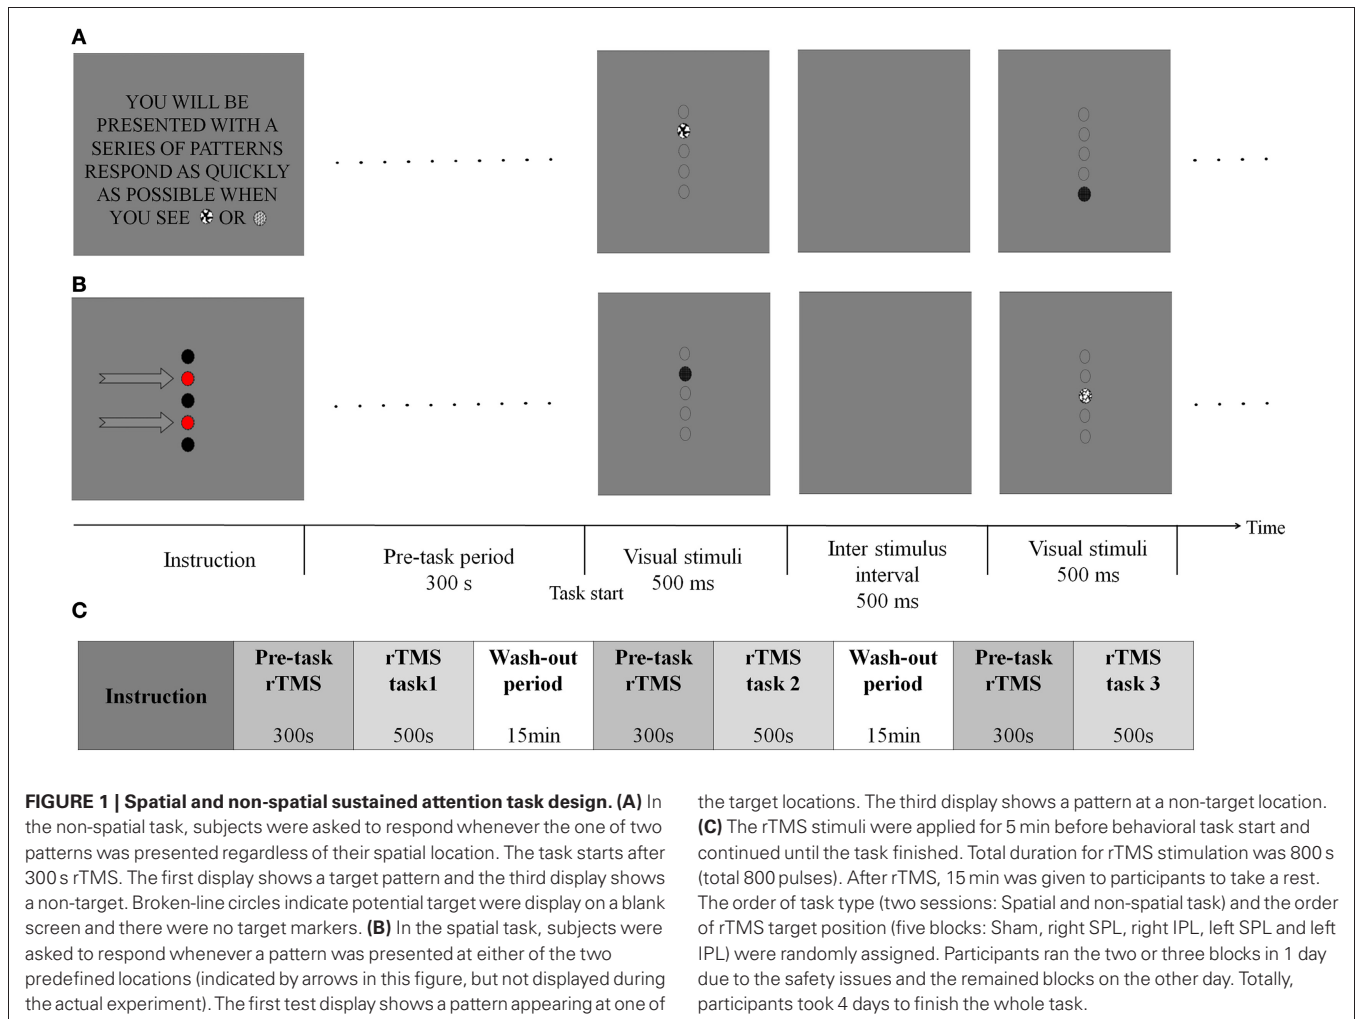 A
YOU WILL BE
PRESENTED WITH A
SERIES OF PATTERNS
RESPOND AS QUICKLY
AS POSSIBLE WHEN
YOU SEE OR
B
Time
Instruction
Pre-task period
300 s
Task start
Visual stimuli
500 ms
Inter stimulus
interval
500 ms
Visual stimuli
500 ms
C
Instruction
Pre-task
rTMS
300s
rTMS
task1
500s
Wash-out
period
15min
Pre-task
rTMS
300s
rTMS
task 2
500s
Wash-out
period
15min
Pre-task
rTMS
300s
rTMS
task 3
500s
FIGURE 1 | Spatial and non-spatial sustained attention task design. (A) In
the non-spatial task, subjects were asked to respond whenever the one of two
patterns was presented regardless of their spatial location. The task starts after
300 s rTMS. The first display shows a target pattern and the third display shows
a non-target. Broken-line circles indicate potential target were display on a blank
screen and there were no target markers. (B) In the spatial task, subjects were
asked to respond whenever a pattern was presented at either of the two
predefined locations (indicated by arrows in this figure, but not displayed during
the actual experiment). The first test display shows a pattern appearing at one of
the target locations. The third display shows a pattern at a non-target location.
(C) The rTMS stimuli were applied for 5 min before behavioral task start and
continued until the task finished. Total duration for rTMS stimulation was 800 s
(total 800 pulses). After rTMS, 15 min was given to participants to take a rest.
The order of task type (two sessions: Spatial and non-spatial task) and the order
of rTMS target position (five blocks: Sham, right SPL, right IPL, left SPL and left
IPL) were randomly assigned. Participants ran the two or three blocks in 1 day
due to the safety issues and the remained blocks on the other day. Totally,
participants took 4 days to finish the whole task.